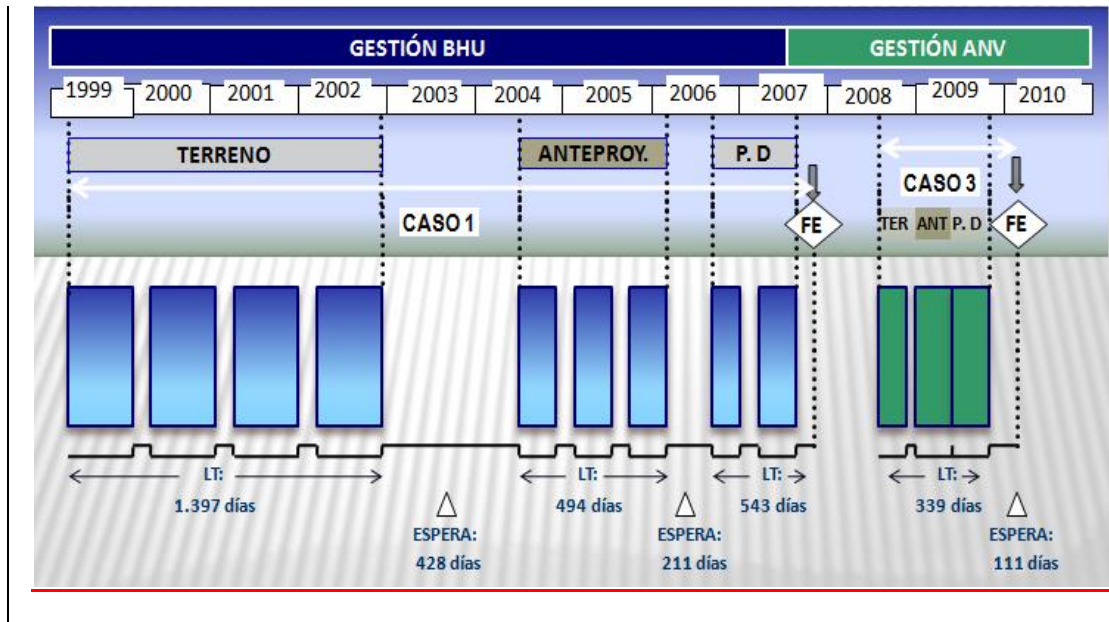 GESTIÓN BHU GESTIÓN ANV
1999 2000 2001 2002 2003 2004 2005 2006 2007 2008 2009 2010
TERRENO ANTEPROY. P. D
CASO 3
CASO 1 FE TER ANT P. D FE
LT: LT: LT: LT:
1.397 días 494 días 543 días 339 días
ESPERA: ESPERA: ESPERA:
428 días 211 días 111 días